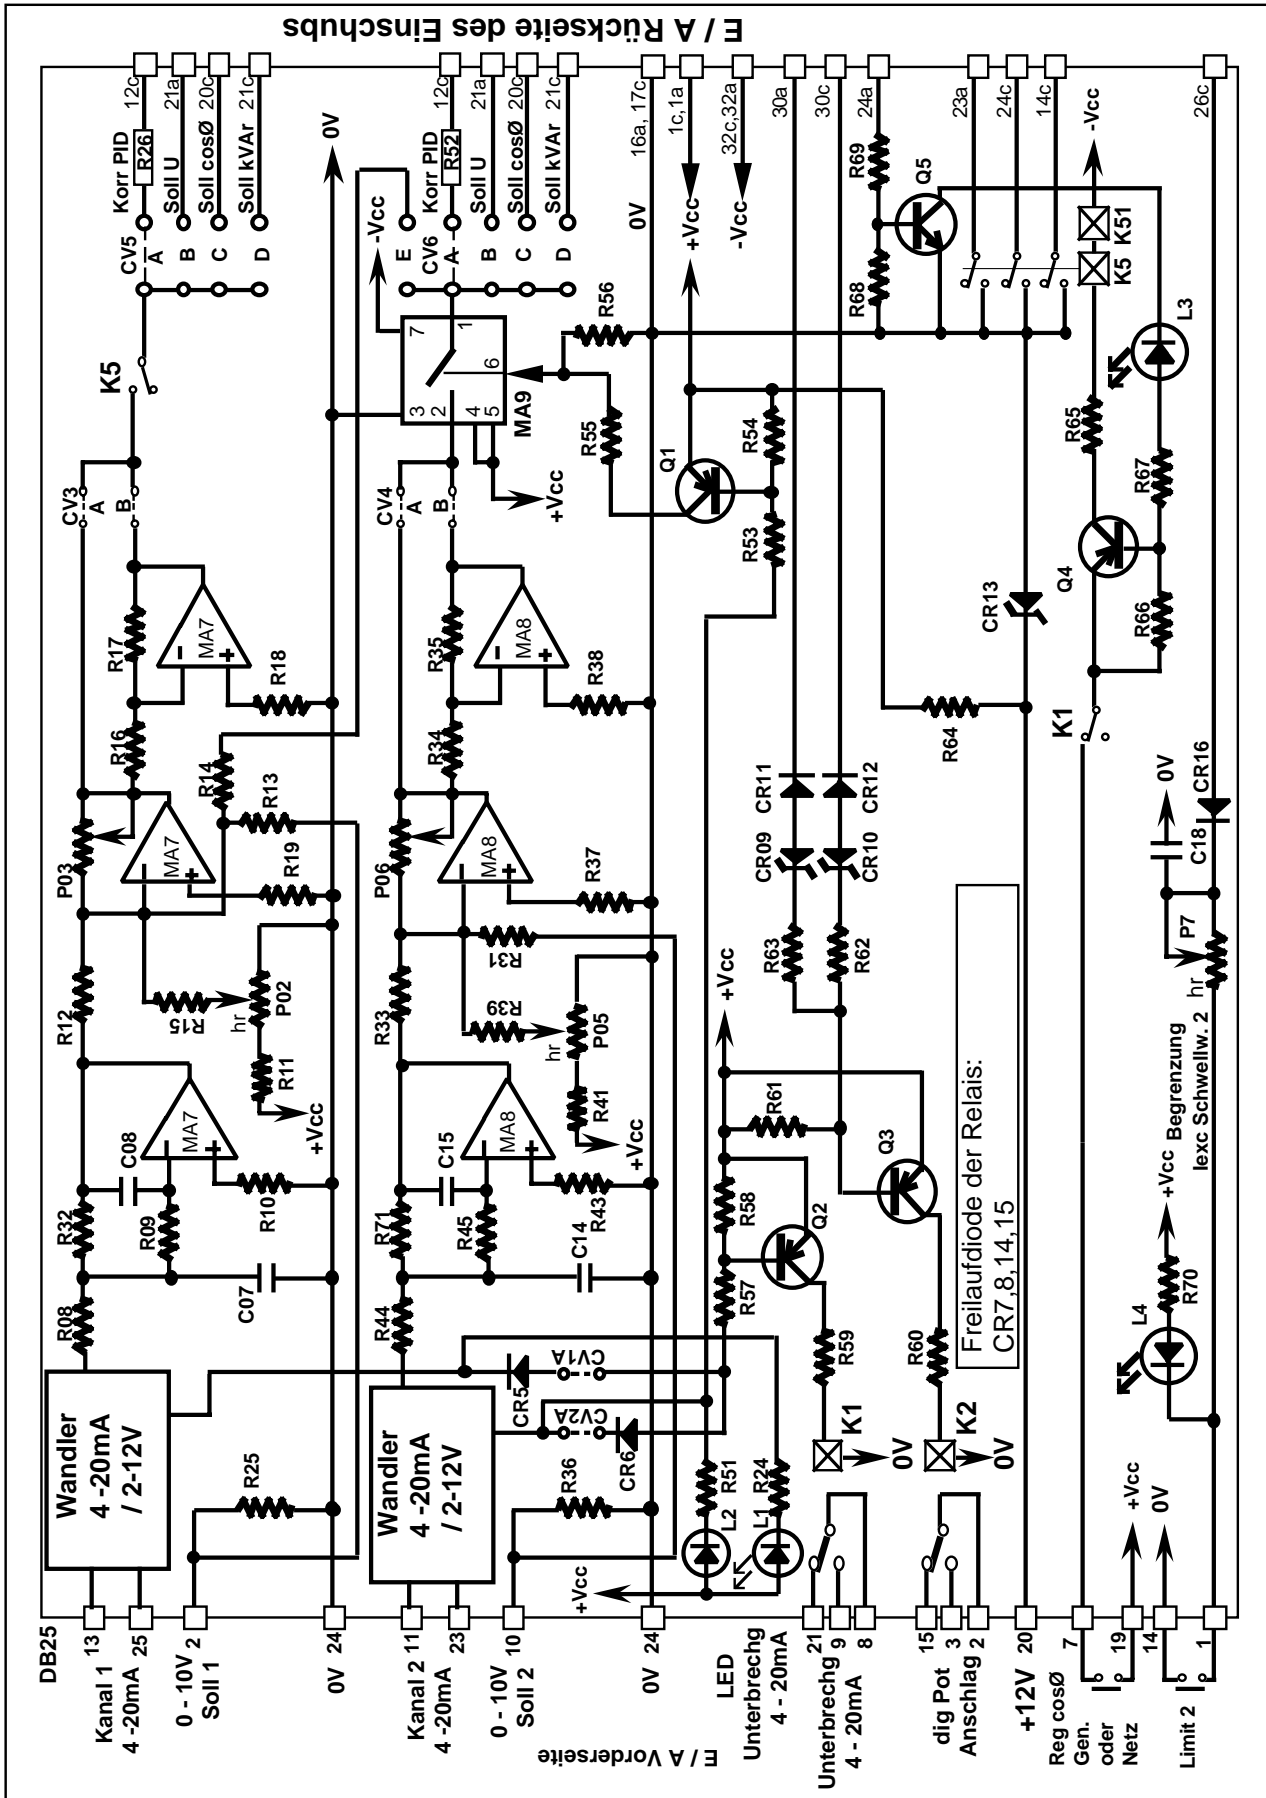 E / A Rückseite des Einschubs
12c
21a
20c
21c
12c
21a
20c
21c
16a, 17c
1c,1a
32c,32a
30a
30c
24a
23a
24c
14c
26c
Korr PID
R26
Soll U
Soll cosØ
Soll kVAr
0V
-Vcc
Korr PID
R52
Soll U
Soll cosØ
Soll kVAr
0V
+Vcc
-Vcc
R69
Q5
-Vcc
CV5
A
B
C
D
E
CV6
A
B
C
D
R56
R68
K51
K5
K5
7
1
6
3
2
4
5
MA9
R55
+Vcc
Q1
R54
R53
L3
R65
R67
CV3
A
B
CV4
A
B
Q4
CR13
R66
R17
MA7
R18
R35
MA8
R38
R16
R14
R13
R34
R64
K1
P03
MA7
R19
P06
MA8
R37
CR11
CR12
CR09
CR10
0V
CR16
C18
R12
R15
hr
P02
R11
+Vcc
R33
R31
R39
hr
P05
R41
+Vcc
+Vcc
R63
R62
P7
hr
C08
MA7
R32
R09
R10
C15
MA8
R71
R45
R43
C14
R61
R58
Q2
Q3
R57
Freilaufdiode der Relais:
CR7,8,14,15
+Vcc
Begrenzung
Iexc Schwellw. 2
R08
C07
R44
CR5
CV1A
CV2A
CR6
R59
R60
L4
R70
Wandler
4 -20mA
/ 2-12V
R25
Wandler
4 -20mA
/ 2-12V
R36
R51
R24
K1
0V
K2
0V
L2
L1
+Vcc
+Vcc
0V
DB25
Kanal 1
4 -20mA
13
25
0 - 10V
Soll 1
2
0V 24
Kanal 2
4 -20mA
11
23
0 - 10V
Soll 2
10
0V 24
E / A Vorderseite
LED
Unterbrechg
4 - 20mA
Unterbrechg
4 - 20mA
21
9
8
dig Pot
Anschlag
15
3
2
+12V 20
Reg cosØ
Gen.
oder
Netz
7
19
Limit 2
14
1